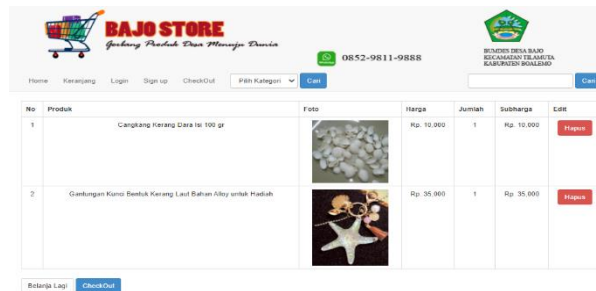 BAJO STORE
Gerbang Produk Desa Menuju Dunia
0852-9811-9888
BUMDES DESA BAJO
KECAMATAN TILAMUTA
KABUPATEN BOALEMO
Home Keranjang Login Sign up CheckOut Pilih Kategori Cari Cari
No Produk Foto Harga Jumlah Subharga Edit
1 Cangkang Kerang Dara Isi 100 gr Rp. 10,000 1 Rp. 10,000 Hapus
2 Gantungan Kunci Bentuk Kerang Laut Bahan Alloy untuk Hadiah Rp. 35,000 1 Rp. 35,000 Hapus
Belanja Lagi CheckOut